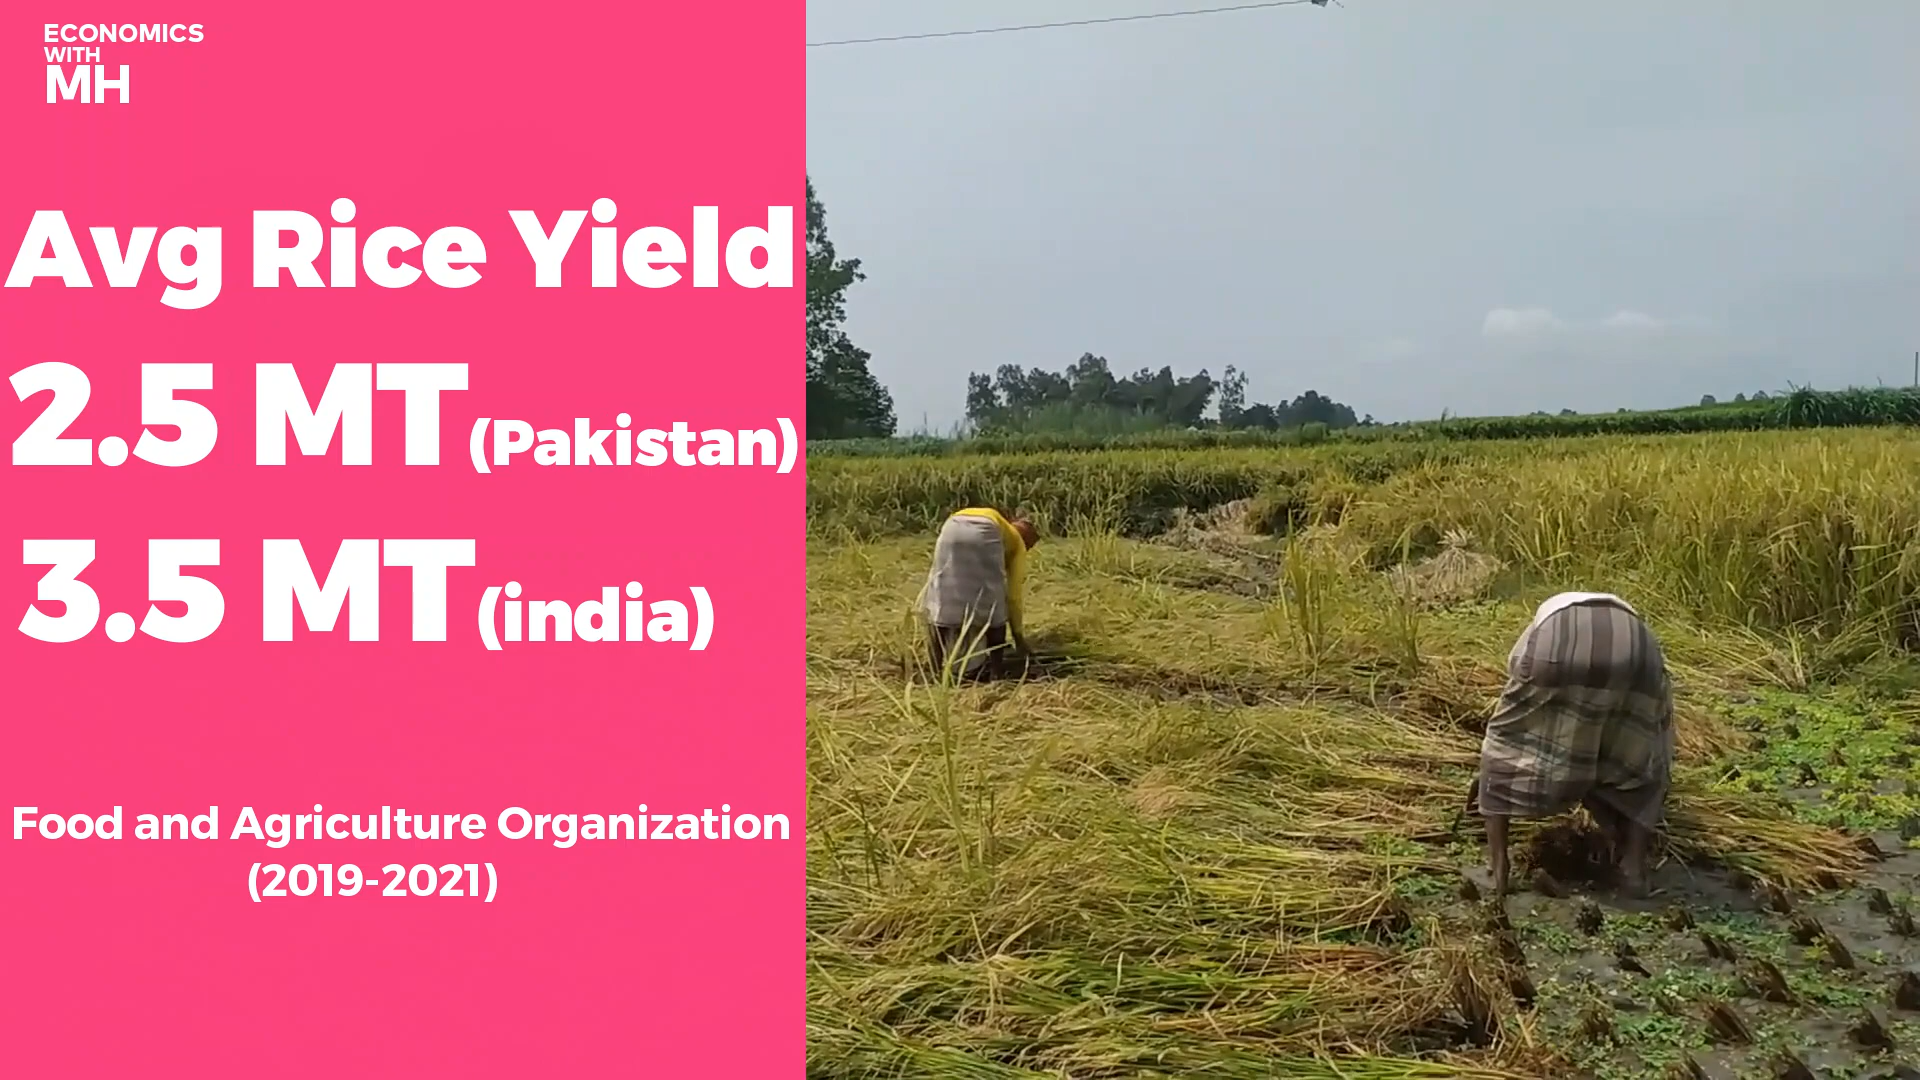 ECONOMICS
WITH
MH
Avg Rice Yield
2.5 MT (Pakistan)
3.5 MT (india)
Food and Agriculture Organization
(2019-2021)